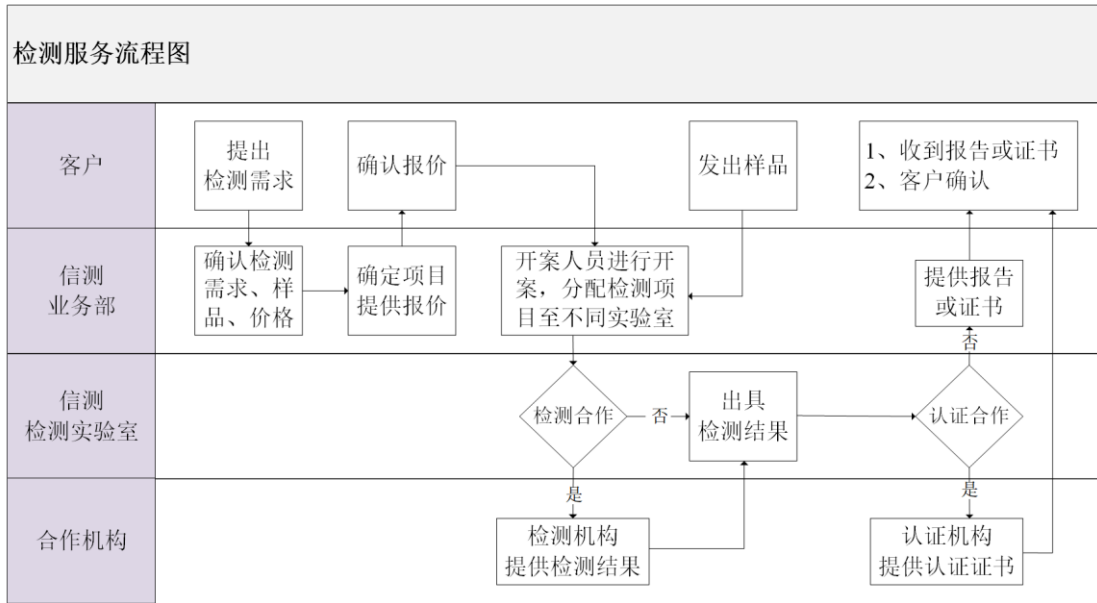 检测服务流程图
客户
提出
检测需求
确认报价
发出样品
1、收到报告或证书
2、客户确认
信测
业务部
确认检测
需求、样
品、价格
确定项目
提供报价
开案人员进行开
案，分配检测项
目至不同实验室
提供报告
或证书
否
信测
检测实验室
检测合作
否
出具
检测结果
认证合作
是
是
合作机构
检测机构
提供检测结果
认证机构
提供认证证书